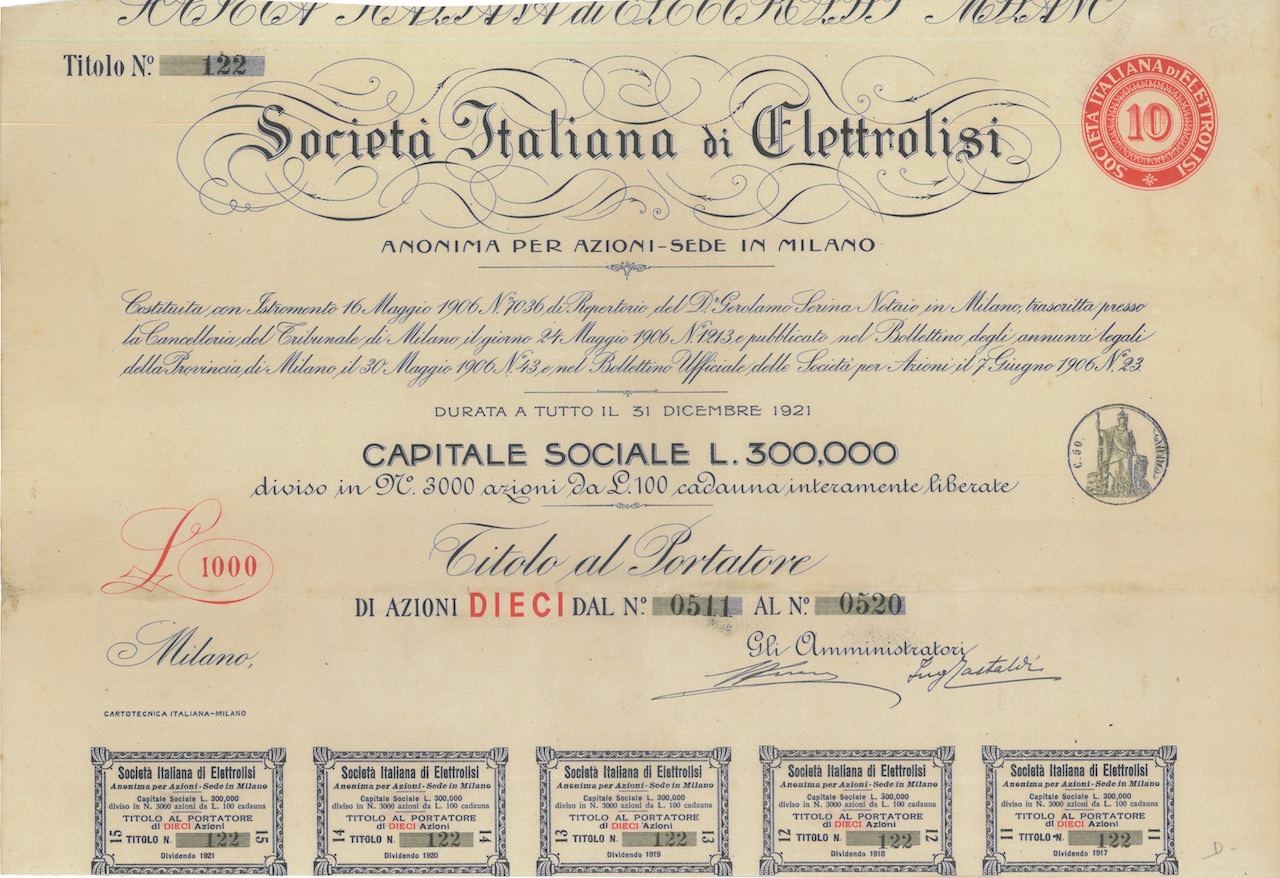 SOCIETÀ ITALIANA di ELETTROLISI MILANO
Titolo N.º 122
Società Italiana di Elettrolisi
SOCIETÀ ITALIANA DI ELETTROLISI
10
ANONIMA PER AZIONI-SEDE IN MILANO
Costituita con Istromento 16 Maggio 1906 N.º 7036 di Repertorio del D.r Gerolamo Serina Notaio in Milano, trascritta presso
la Cancelleria del Tribunale di Milano il giorno 24 Maggio 1906 N.º 1213 e pubblicato nel Bollettino degli annunzi legali
della Provincia di Milano il 30 Maggio 1906 N.º 43, e nel Bollettino Ufficiale delle Società per Azioni il 7 Giugno 1906 N.º 23
DURATA A TUTTO IL 31 DICEMBRE 1921
CAPITALE SOCIALE L. 300,000
diviso in N. 3000 azioni da L. 100 cadauna interamente liberate
Titolo al Portatore
L 1000
DI AZIONI DIECI DAL N.º 0511 AL N.º 0520
Milano,
Gli Amministratori
CARTOTECNICA ITALIANA-MILANO
Società Italiana di Elettrolisi
Anonima per Azioni-Sede in Milano
Capitale Sociale L. 300,000
diviso in N. 3000 azioni da L. 100 cadauna
TITOLO AL PORTATORE
di DIECI Azioni
15 TITOLO N. 122 15
Dividendo 1921
Società Italiana di Elettrolisi
Anonima per Azioni-Sede in Milano
Capitale Sociale L. 300,000
diviso in N. 3000 azioni da L. 100 cadauna
TITOLO AL PORTATORE
di DIECI Azioni
14 TITOLO N. 122 14
Dividendo 1920
Società Italiana di Elettrolisi
Anonima per Azioni-Sede in Milano
Capitale Sociale L. 300,000
diviso in N. 3000 azioni da L. 100 cadauna
TITOLO AL PORTATORE
di DIECI Azioni
13 TITOLO N. 122 13
Dividendo 1919
Società Italiana di Elettrolisi
Anonima per Azioni-Sede in Milano
Capitale Sociale L. 300,000
diviso in N. 3000 azioni da L. 100 cadauna
TITOLO AL PORTATORE
di DIECI Azioni
12 TITOLO N. 122 12
Dividendo 1918
Società Italiana di Elettrolisi
Anonima per Azioni-Sede in Milano
Capitale Sociale L. 300,000
diviso in N. 3000 azioni da L. 100 cadauna
TITOLO AL PORTATORE
di DIECI Azioni
11 TITOLO N. 122 11
Dividendo 1917
D-